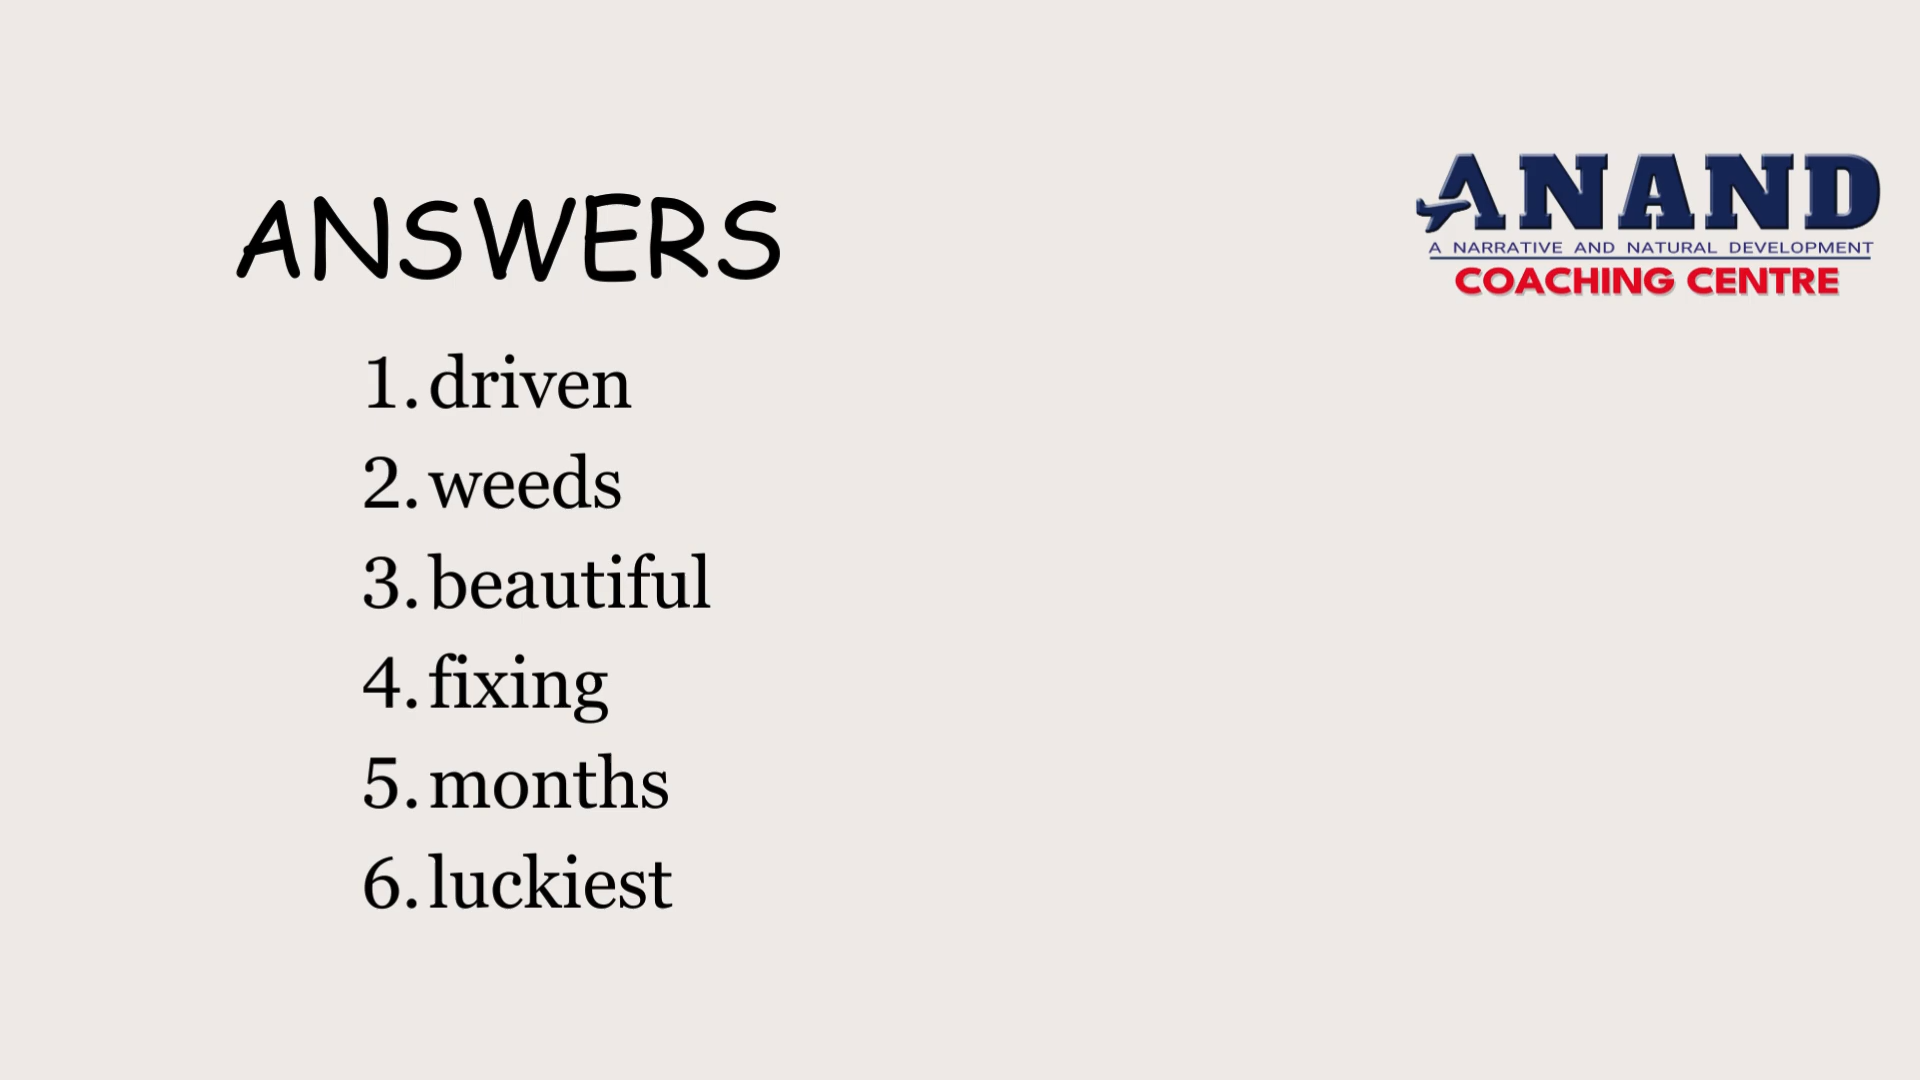 ANSWERS
ANAND
A NARRATIVE AND NATURAL DEVELOPMENT
COACHING CENTRE
1. driven
2. weeds
3. beautiful
4. fixing
5. months
6. luckiest